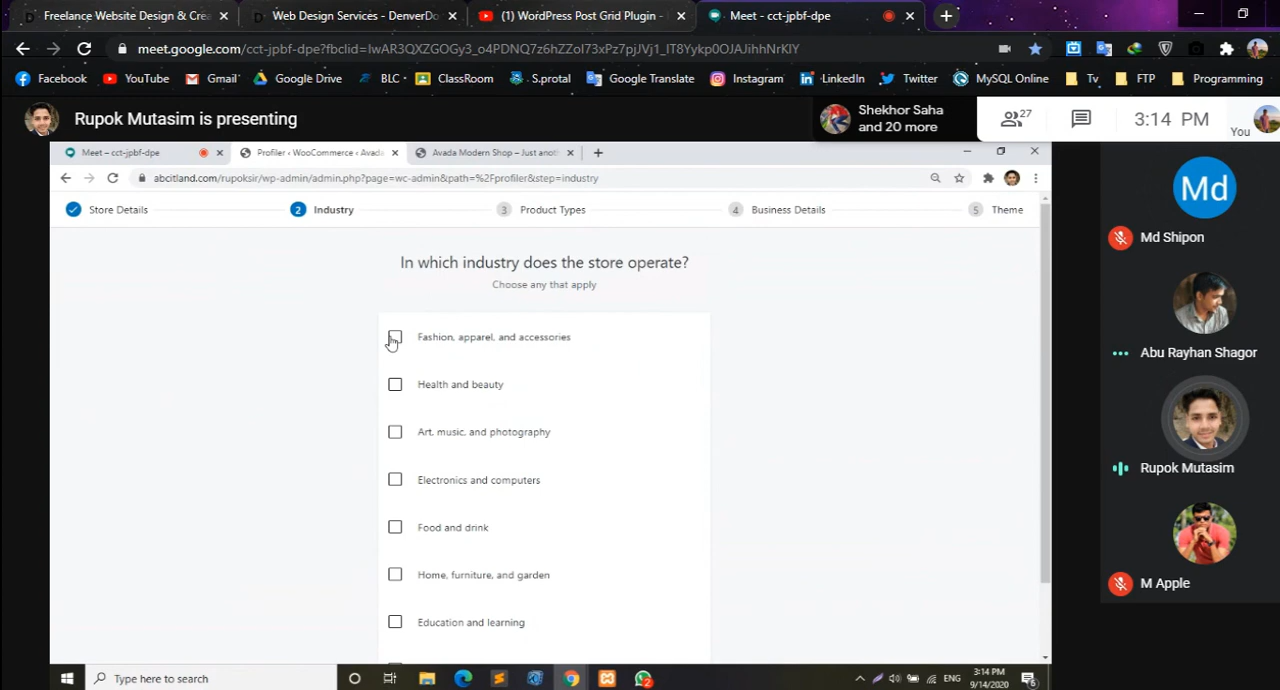 Freelance Website Design & Crea
Web Design Services - DenverDo
(1) WordPress Post Grid Plugin -
Meet - cct-jpbf-dpe
meet.google.com/cct-jpbf-dpe?fbclid=IwAR3QXZGOGy3_o4PDNQ7z6hZZoI73xPz7pjJVj1_IT8Yykp0OJAJihhNrKIY
Facebook
YouTube
Gmail
Google Drive
BLC -
ClassRoom
S.protal
Google Translate
Instagram
LinkedIn
Twitter
MySQL Online
Tv
FTP
Programming
Rupok Mutasim is presenting
Shekhor Saha
and 20 more
27
3:14 PM
You
Meet – cct-jpbf-dpe
Profiler ‹ WooCommerce ‹ Avada
Avada Modern Shop – Just anot
abcitland.com/rupoksir/wp-admin/admin.php?page=wc-admin&path=%2Fprofiler&step=industry
Store Details
2 Industry
3 Product Types
4 Business Details
5 Theme
In which industry does the store operate?
Choose any that apply
Fashion, apparel, and accessories
Health and beauty
Art, music, and photography
Electronics and computers
Food and drink
Home, furniture, and garden
Education and learning
Md
Md Shipon
Abu Rayhan Shagor
Rupok Mutasim
M Apple
Type here to search
2
ENG
3:14 PM
9/14/2020